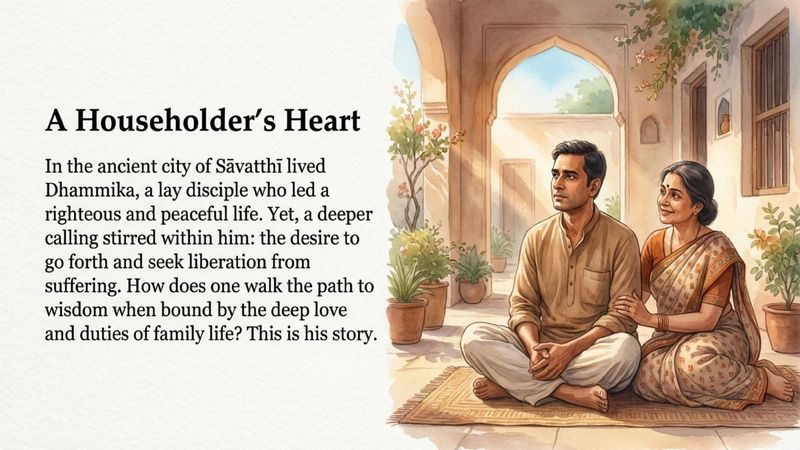 A Householder's Heart
In the ancient city of Sāvatthī lived
Dhammika, a lay disciple who led a
righteous and peaceful life. Yet, a deeper
calling stirred within him: the desire to
go forth and seek liberation from
suffering. How does one walk the path to
wisdom when bound by the deep love
and duties of family life? This is his story.